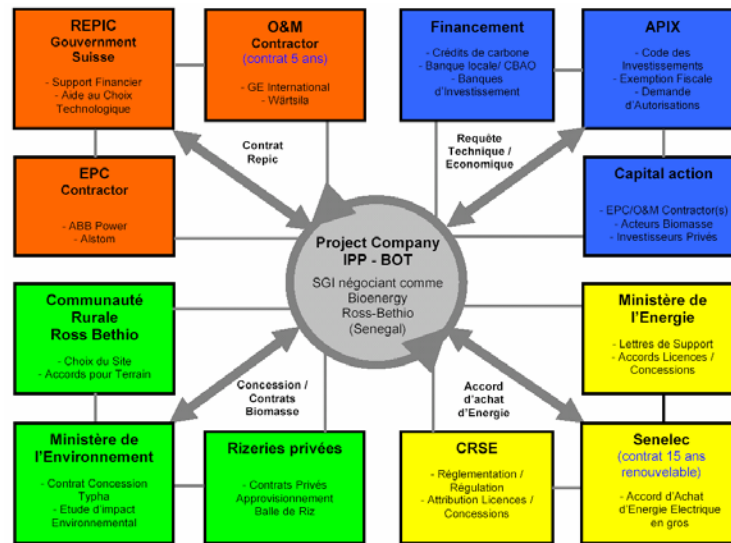 REPIC
Gouvernment
Suisse
- Support Financier
- Aide au Choix
Technologique
O&M
Contractor
(contrat 5 ans)
- GE International
- Wärtsila
Financement
- Crédits de carbone
- Banque locale/ CBAO
- Banques
d'Investissement
APIX
- Code des
Investissements
- Exemption Fiscale
- Demande
d'Autorisations
EPC
Contractor
- ABB Power
- Alstom
Contrat
Repic
Requête
Technique /
Economique
Capital action
- EPC/O&M Contractor(s)
- Acteurs Biomasse
- Investisseurs Privés
Project Company
IPP - BOT
SGI négociant comme
Bioenergy
Ross-Bethio
(Senegal)
Communauté
Rurale
Ross Bethio
- Choix du Site
- Accords pour Terrain
Ministère de
l'Energie
- Lettres de Support
- Accords Licences /
Concessions
Concession /
Contrats
Biomasse
Accord
d'achat
d'Energie
Ministère de
l'Environnement
- Contrat Concession
Typha
- Etude d'impact
Environnemental
Rizeries privées
- Contrats Privés
Approvisionnement
Balle de Riz
CRSE
- Réglementation /
Régulation
- Attribution Licences /
Concessions
Senelec
(contrat 15 ans
renouvelable)
- Accord d'Achat
d'Energie Electrique
en gros